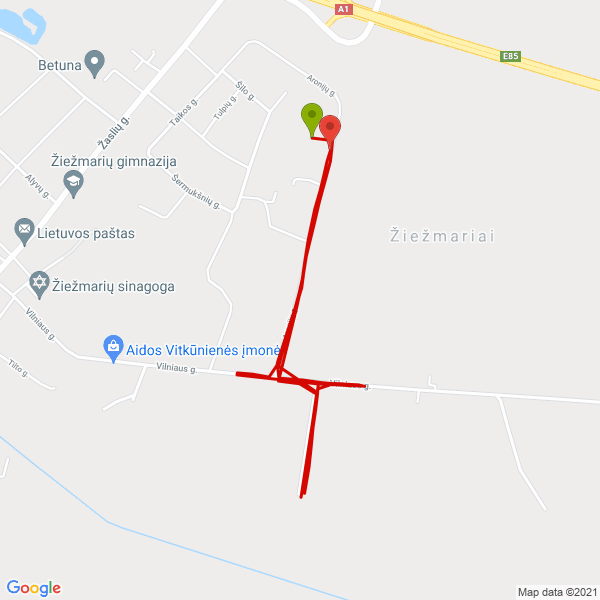 A1
E85
Betuna
Aronijų g.
Šilo g.
Taikos g.
Tulpių g.
Žaslių g.
Žiežmarių gimnazija
Alyvų g.
Šermukšnių g.
Lietuvos paštas
Žiežmariai
Žiežmarių sinagoga
Vilniaus g.
Aidos Vitkūnienės įmonė
Tilto g.
Vilniaus g.
Vilniaus g.
Google
Map data ©2021